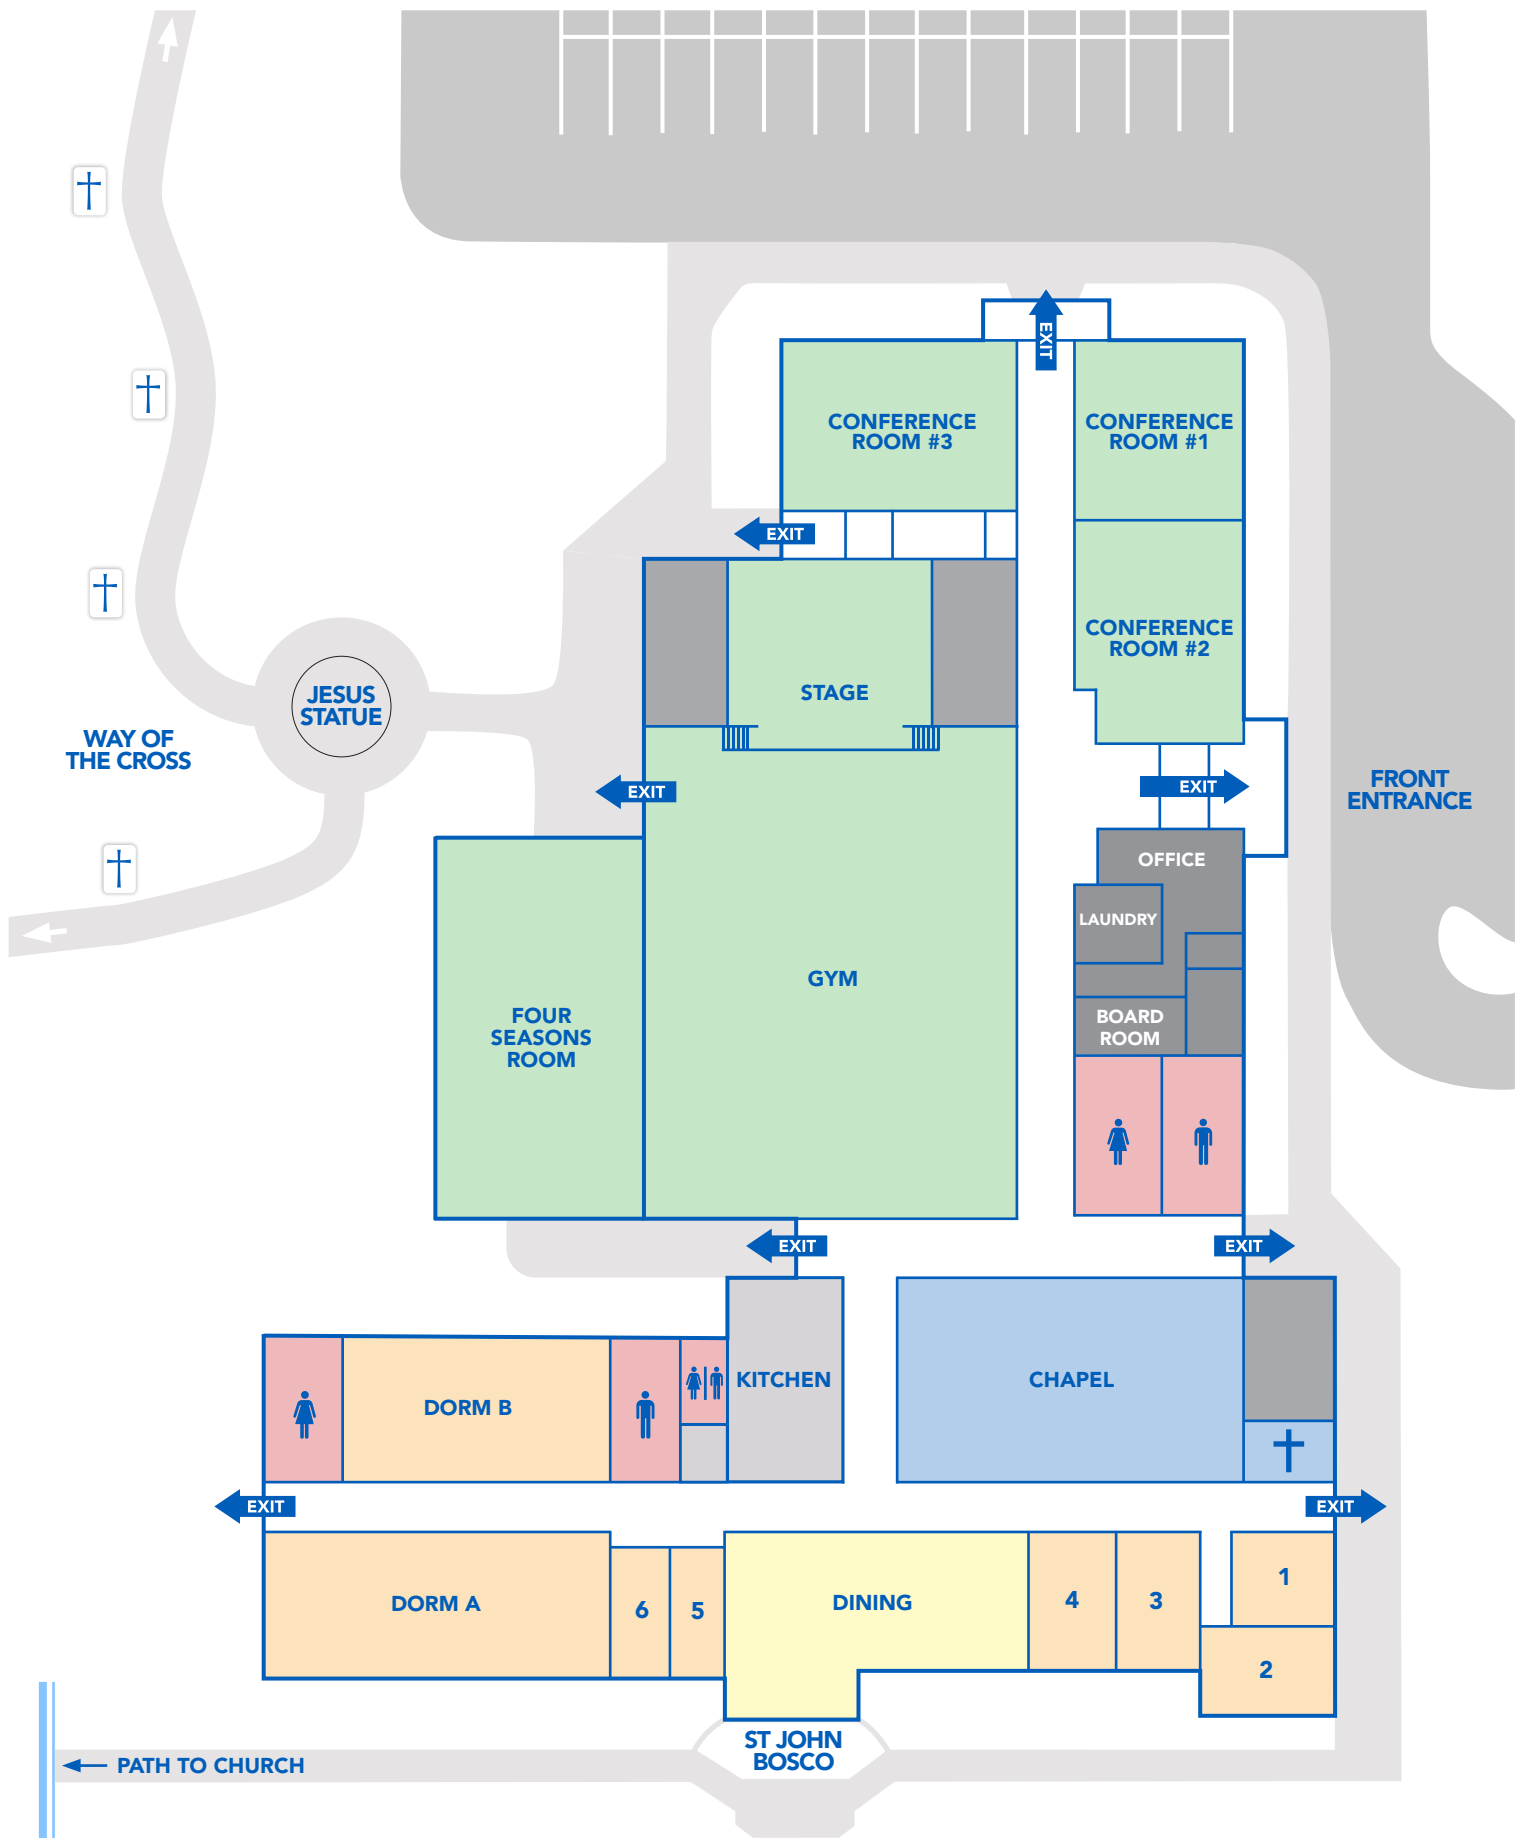 EXIT
CONFERENCE
ROOM #3
CONFERENCE
ROOM #1
EXIT
CONFERENCE
ROOM #2
STAGE
JESUS
STATUE
WAY OF
THE CROSS
EXIT
EXIT
FRONT
ENTRANCE
OFFICE
LAUNDRY
GYM
FOUR
SEASONS
ROOM
BOARD
ROOM
EXIT
EXIT
KITCHEN
CHAPEL
DORM B
EXIT
EXIT
DORM A
6
5
DINING
4
3
1
2
ST JOHN
BOSCO
PATH TO CHURCH